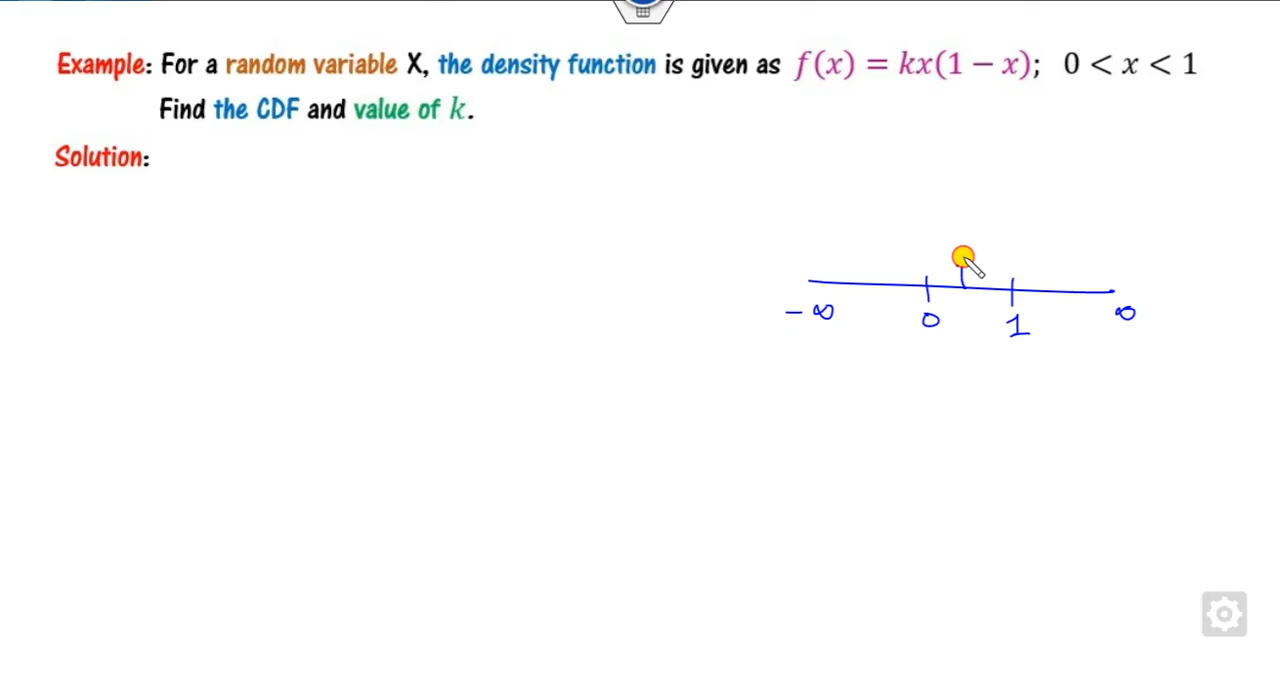 Example: For a random variable X, the density function is given as f(x) = kx(1 − x); 0 < x < 1
Find the CDF and value of k.
Solution:
− ∞ 0 1 ∞